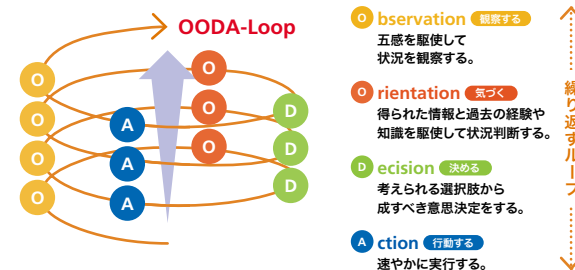 OODA-Loop
O
O
O
O
O
O
O
A
A
A
D
D
D
Observation 観察する
五感を駆使して
状況を観察する。
Orientation 気づく
得られた情報と過去の経験や
知識を駆使して状況判断する。
Decision 決める
考えられる選択肢から
成すべき意思決定をする。
Action 行動する
速やかに実行する。
繰り返すループ